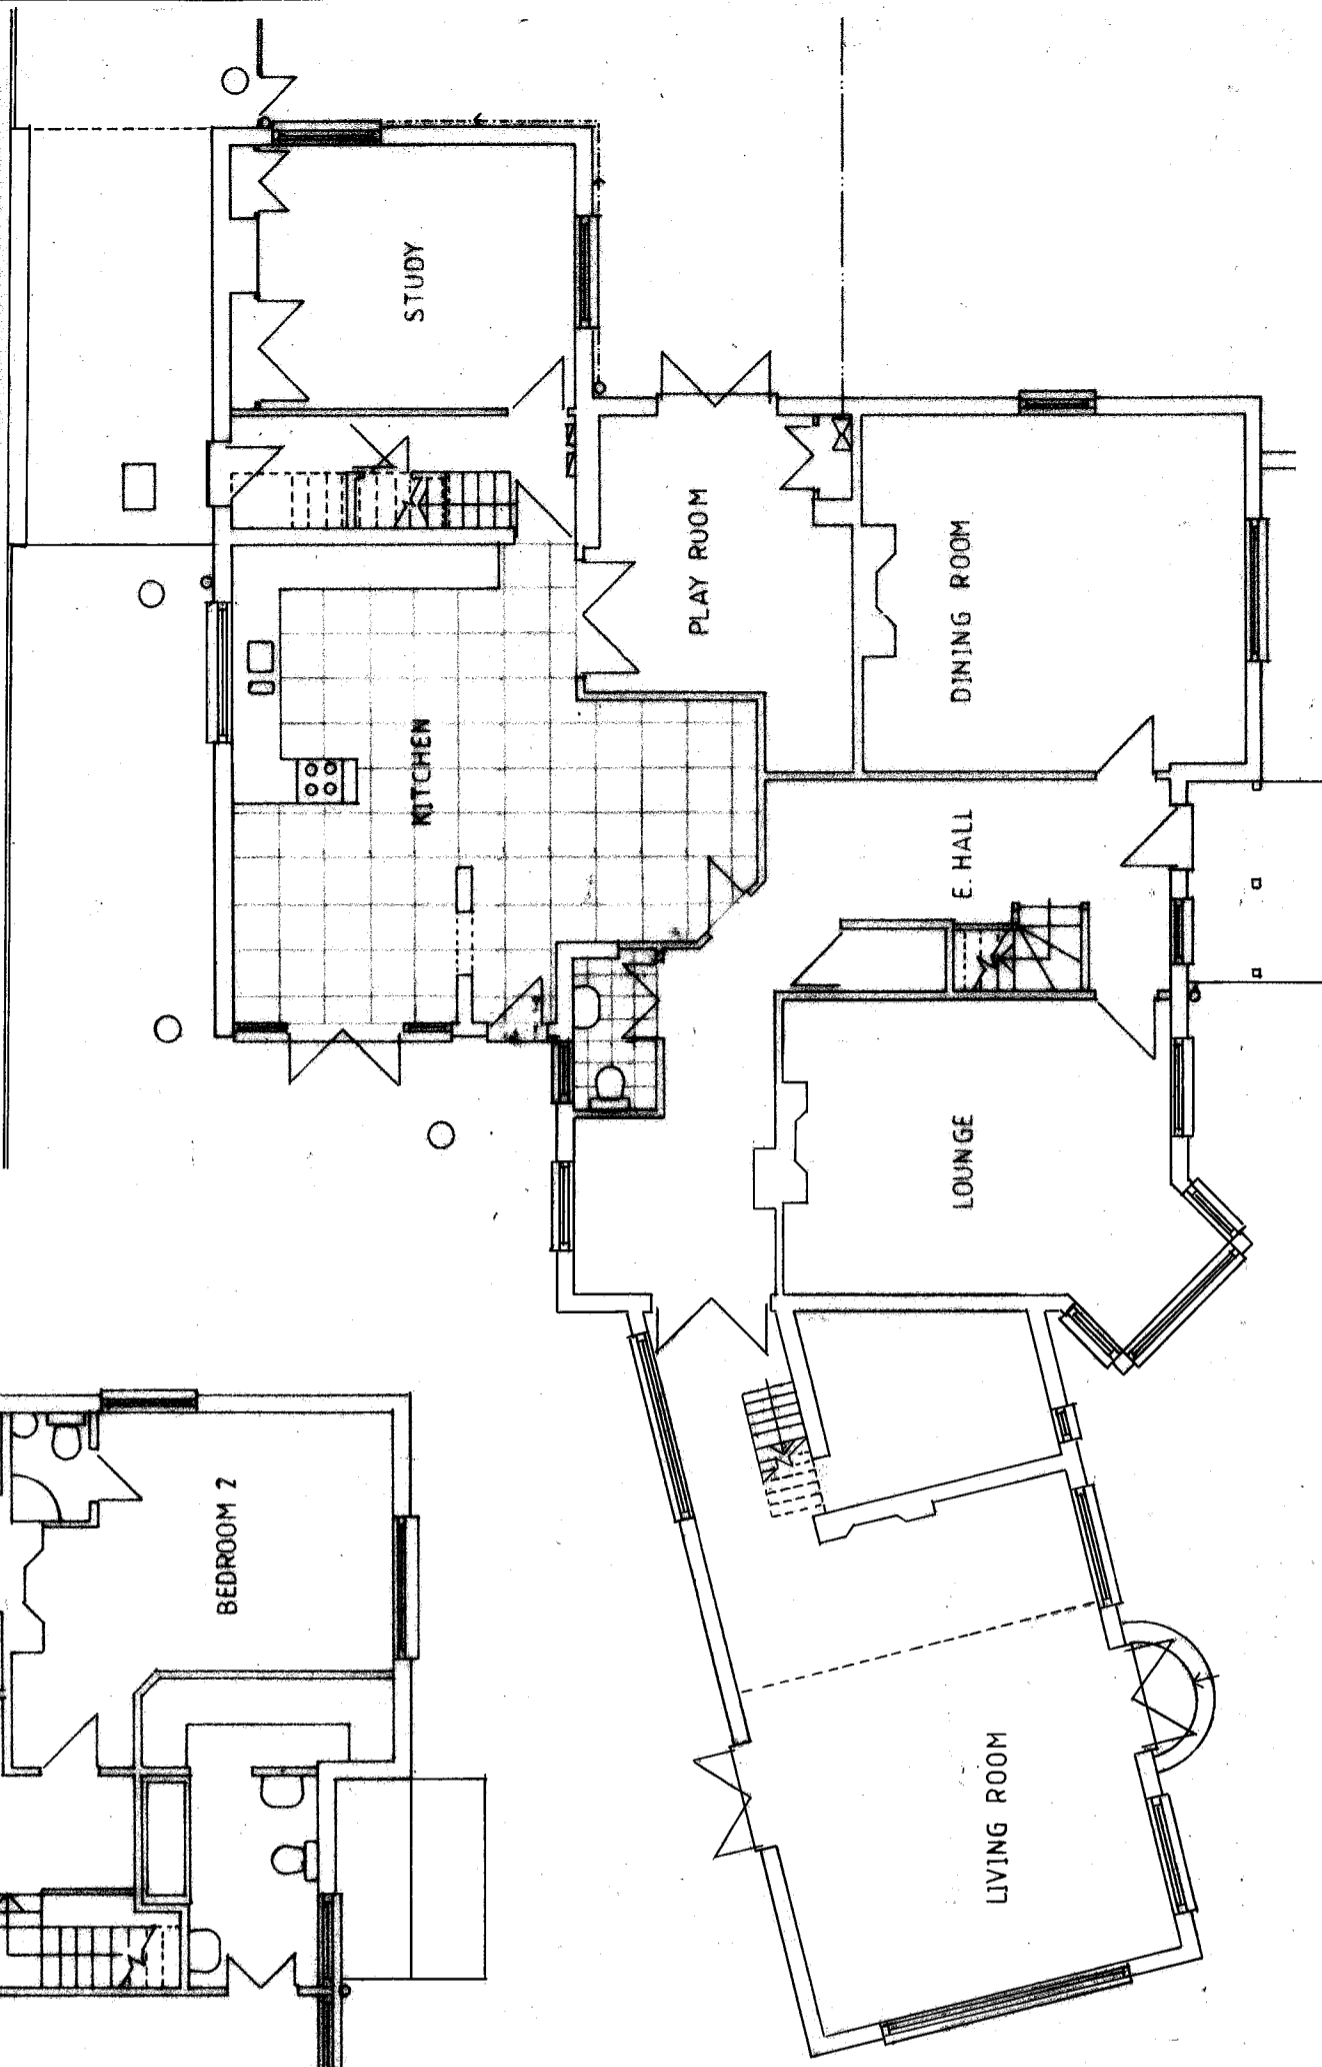 STUDY
KITCHEN
PLAY ROOM
DINING ROOM
E. HALL
LOUNGE
LIVING ROOM
BEDROOM 2